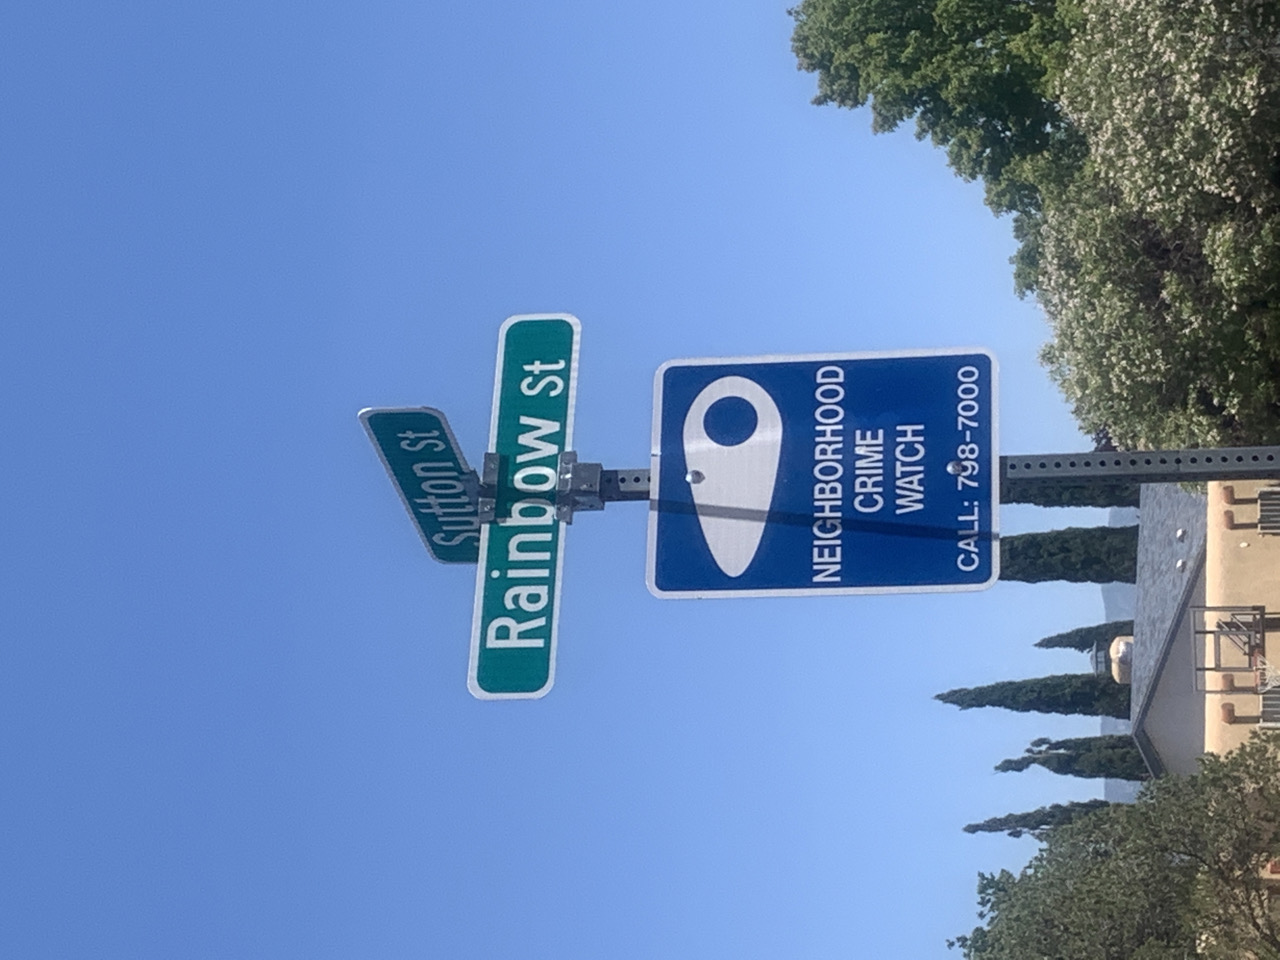 Sutton St
Rainbow St
NEIGHBORHOOD
CRIME
WATCH
CALL: 798-7000